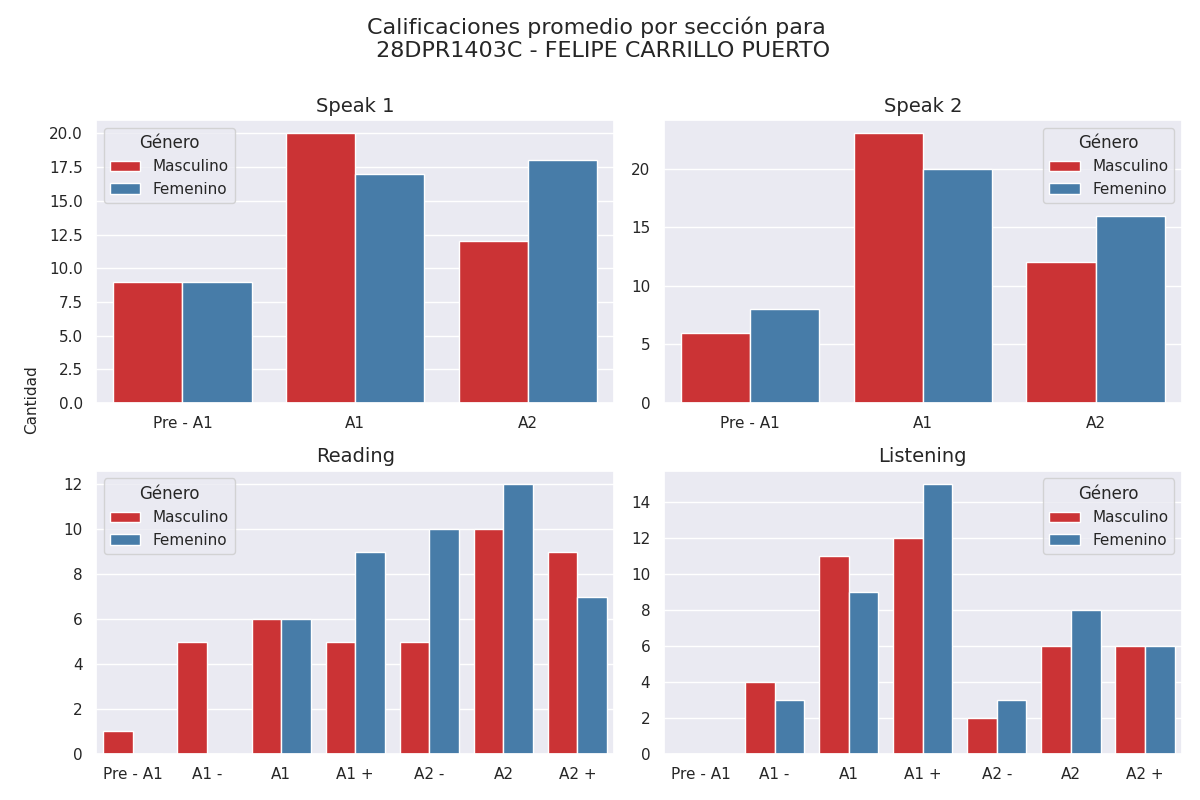 Calificaciones promedio por sección para
28DPR1403C - FELIPE CARRILLO PUERTO
Cantidad
Speak 1
Género
Masculino
Femenino
20.0
17.5
15.0
12.5
10.0
7.5
5.0
2.5
0.0
Pre - A1 A1 A2
Speak 2
Género
Masculino
Femenino
20
15
10
5
0
Pre - A1 A1 A2
Reading
Género
Masculino
Femenino
12
10
8
6
4
2
0
Pre - A1 A1 - A1 A1 + A2 - A2 A2 +
Listening
Género
Masculino
Femenino
14
12
10
8
6
4
2
0
Pre - A1 A1 - A1 A1 + A2 - A2 A2 +